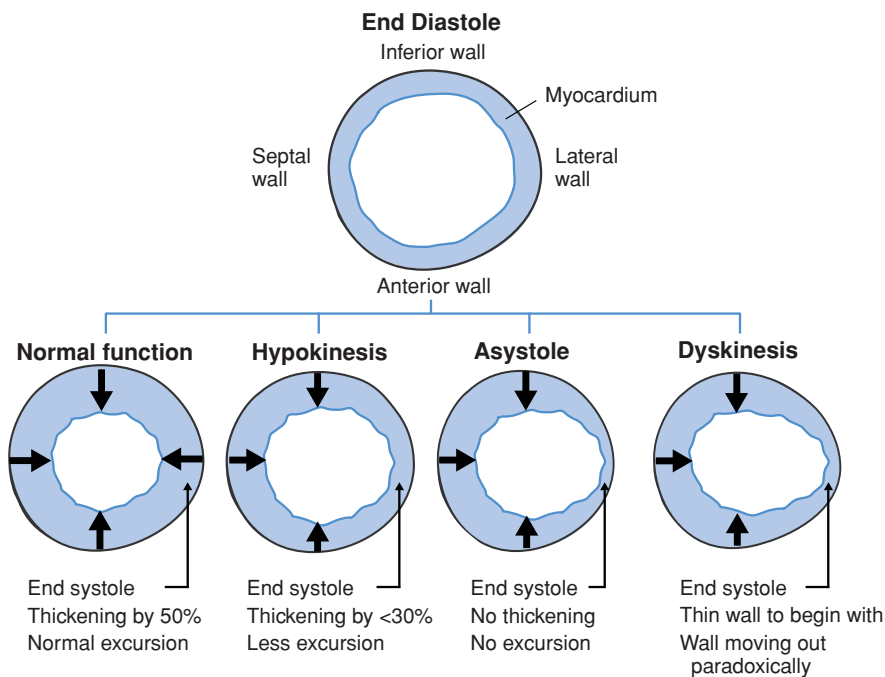 End Diastole
Inferior wall
Myocardium
Septal
wall
Lateral
wall
Anterior wall
Normal function
Hypokinesis
Asystole
Dyskinesis
End systole
Thickening by 50%
Normal excursion
End systole
Thickening by <30%
Less excursion
End systole
No thickening
No excursion
End systole
Thin wall to begin with
Wall moving out
paradoxically